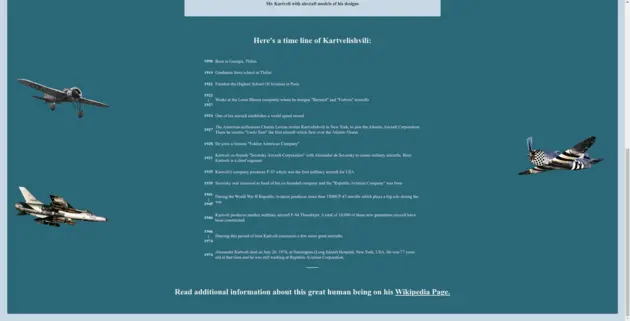 Mr. Kartveli with aircraft models of his designs.
Here's a time line of Kartvelishvili:
1896 Born in Georgia, Tbilisi
1914 Graduates from school in Tbilisi
1922 Finished the Highest School Of Aviation in Paris
1922
1927
Works at the Louis Bleriot company where he designs "Bernard" and "Ferbois" aircrafts
1924 One of his aircraft establishes a world speed record
1927 The American millionaire Charles Levine invites Kartvelishvili to New York, to join the Atlantic Aircraft Corporation.
There he creates "Uncle Sam" the first aircraft which flew over the Atlantic Ocean
1928 He joins a famous "Fokker American Company"
1931 Kartveli co-founds "Seversky Aircraft Corporation" with Alexander de Seversky to create military aircrafts. Here
Kartveli is a chief engineer
1935 Kartveli's company produces P-35 which was the first military aircraft for USA
1939 Seversky was removed as head of his co-founded company and the "Republic Aviation Company" was born
1945
During the World War II Republic Aviation produces more than 15000 P-47 aircrafts which plays a big role during the
war
Kartveli produces another military aircraft F-84 Thunderjet. A total of 10,000 of these new generation aircraft have
been constructed
1974
During this period of time Kartveli constructs a few more great aircrafts
1974 Alexander Kartveli died on July 20, 1974, at Huntington (Long Island) Hospital, New York, USA. He was 77 years
old at that time and he was still working at Republic Aviation Corporation.
Read additional information about this great human being on his Wikipedia Page.